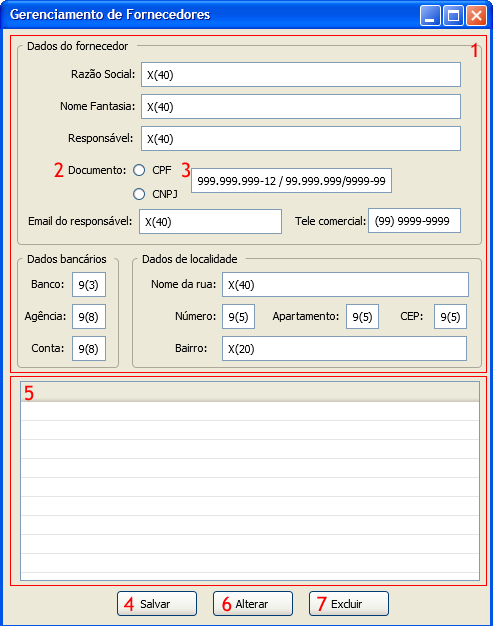 Gerenciamento de Fornecedores
Dados do fornecedor 1
Razão Social: X(40)
Nome Fantasia: X(40)
Responsável: X(40)
2 Documento: CPF 3 999.999.999-12 / 99.999.999/9999-99
CNPJ
Email do responsável: X(40) Tele comercial: (99) 9999-9999
Dados bancários
Banco: 9(3)
Agência: 9(8)
Conta: 9(8)
Dados de localidade
Nome da rua: X(40)
Número: 9(5) Apartamento: 9(5) CEP: 9(5)
Bairro: X(20)
5
4 Salvar 6 Alterar 7 Excluir